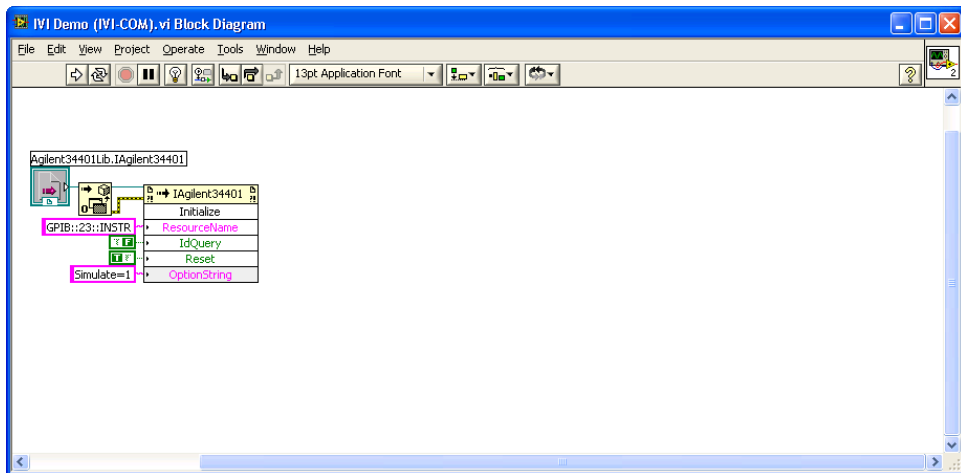 IVI Demo (IVI-COM).vi Block Diagram
File Edit View Project Operate Tools Window Help
13pt Application Font
2
Agilent34401Lib.IAgilent34401
IAgilent34401
Initialize
GPIB::23::INSTR ResourceName
F IdQuery
T Reset
Simulate=1 OptionString